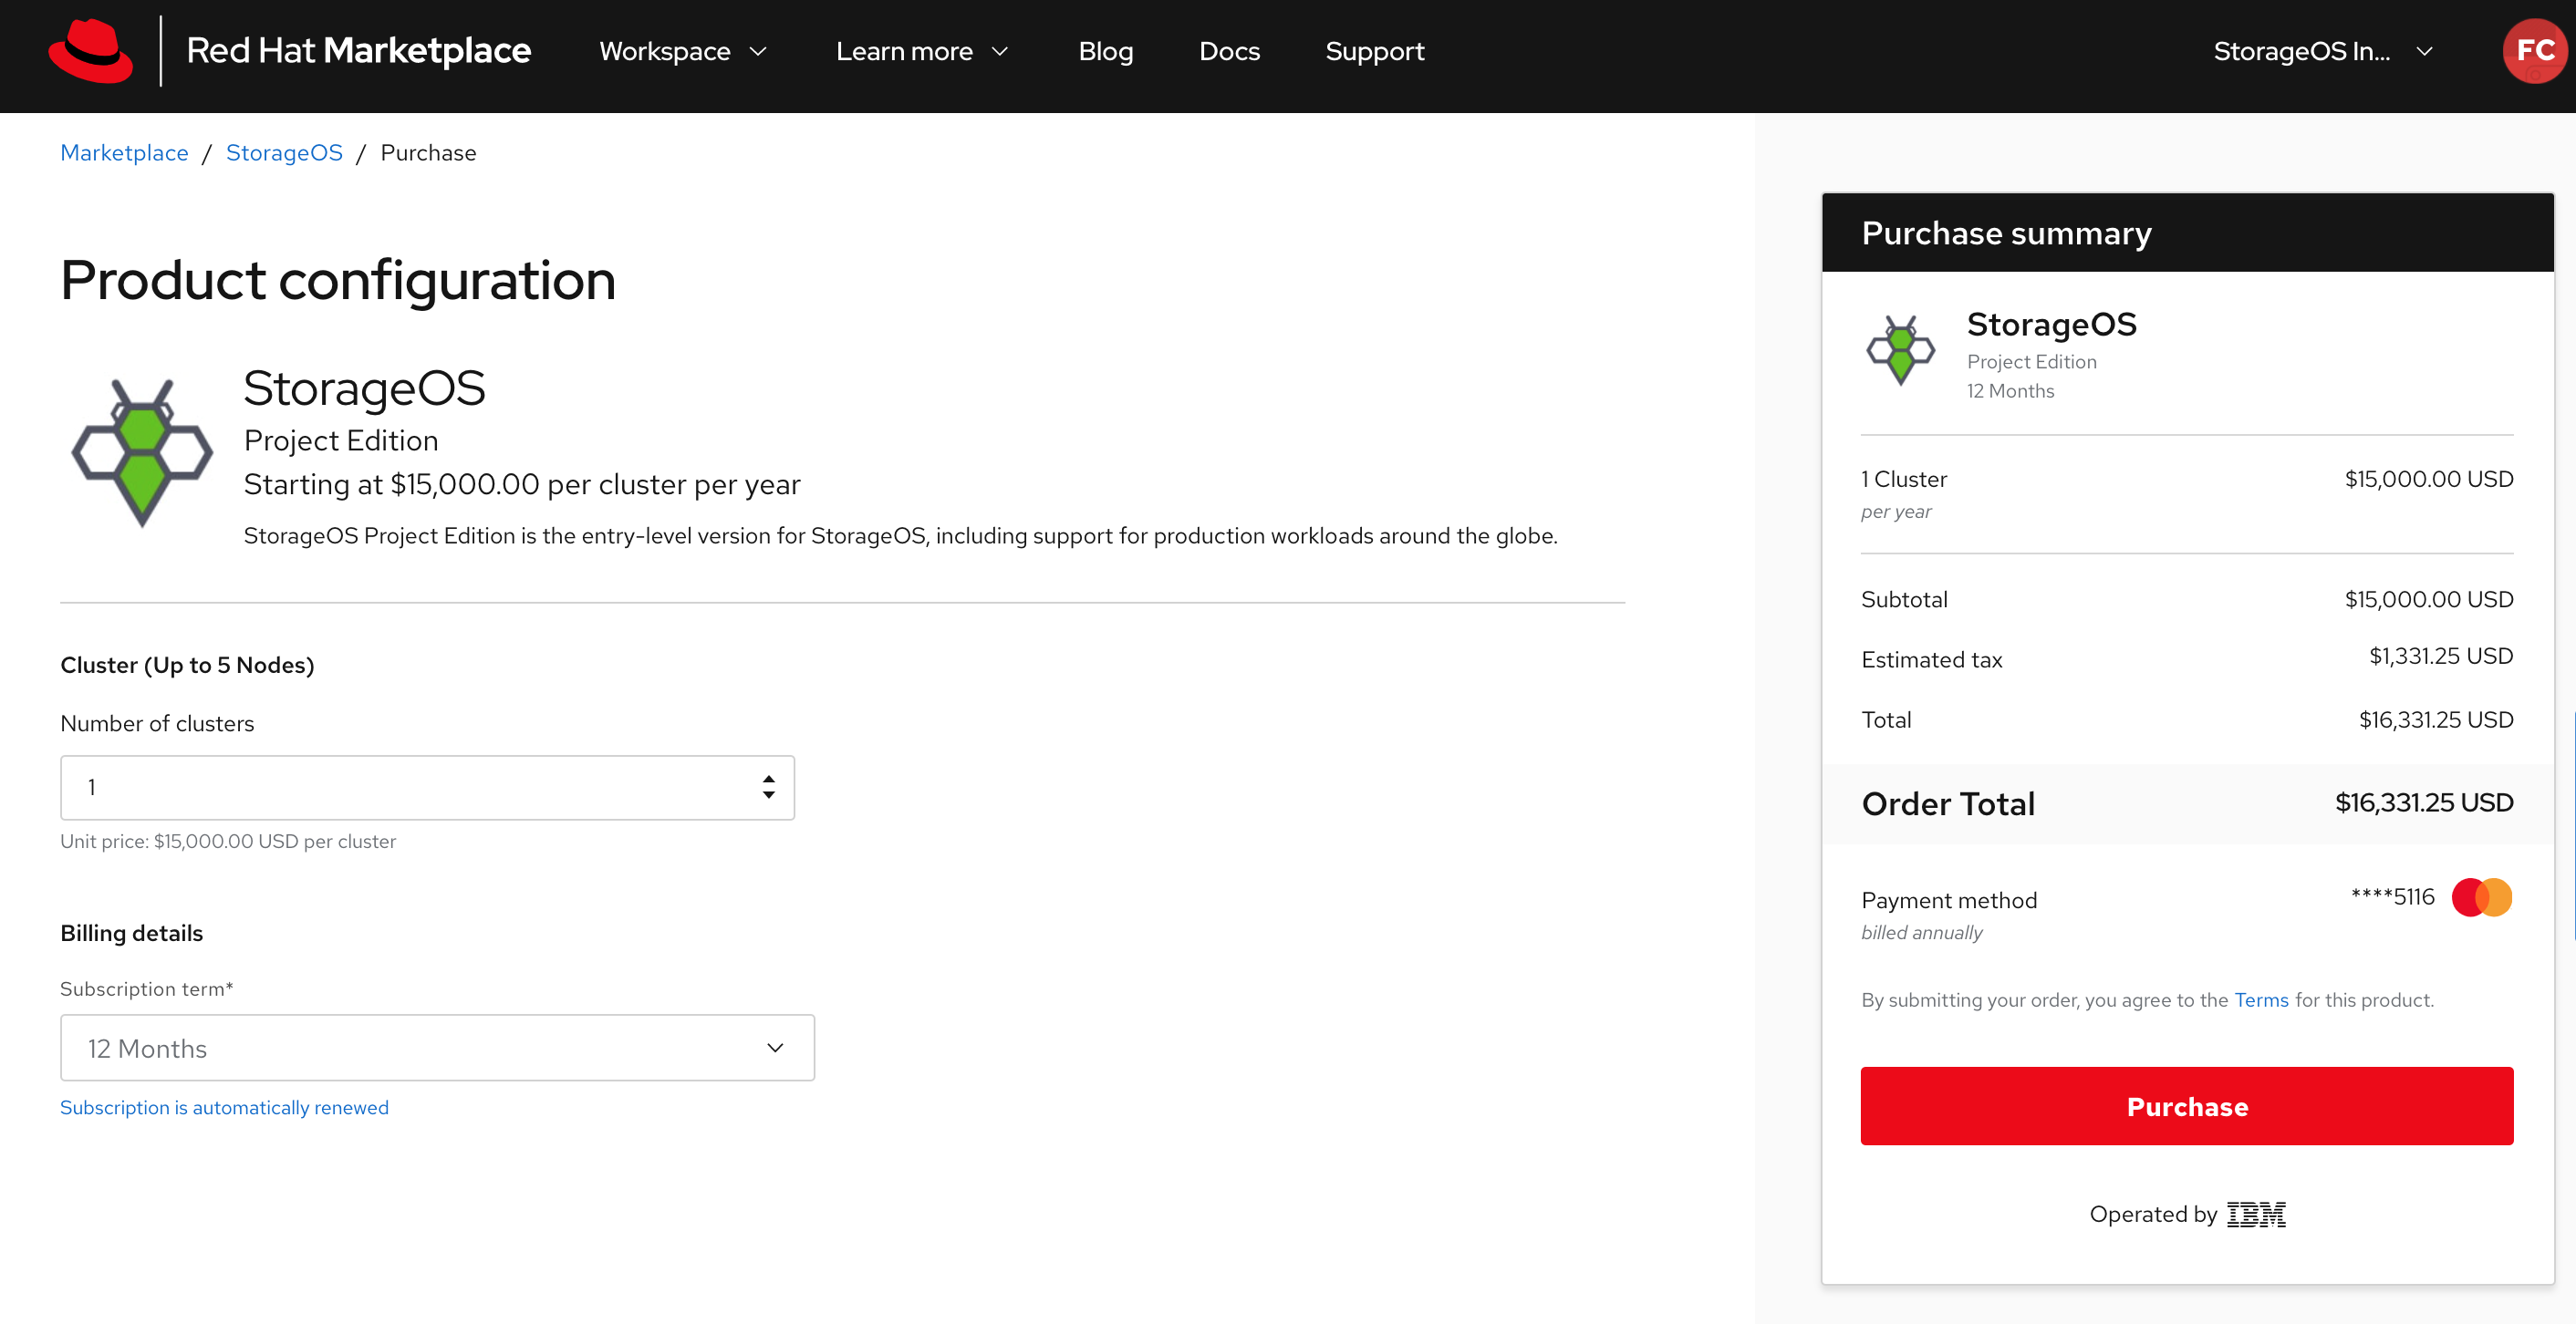 Red Hat Marketplace
Workspace
Learn more
Blog
Docs
Support
StorageOS In...
FC
Marketplace / StorageOS / Purchase
Product configuration
StorageOS
Project Edition
Starting at $15,000.00 per cluster per year
StorageOS Project Edition is the entry-level version for StorageOS, including support for production workloads around the globe.
Cluster (Up to 5 Nodes)
Number of clusters
1
Unit price: $15,000.00 USD per cluster
Billing details
Subscription term*
12 Months
Subscription is automatically renewed
Purchase summary
StorageOS
Project Edition
12 Months
1 Cluster $15,000.00 USD
per year
Subtotal $15,000.00 USD
Estimated tax $1,331.25 USD
Total $16,331.25 USD
Order Total $16,331.25 USD
Payment method ****5116
billed annually
By submitting your order, you agree to the Terms for this product.
Purchase
Operated by IBM